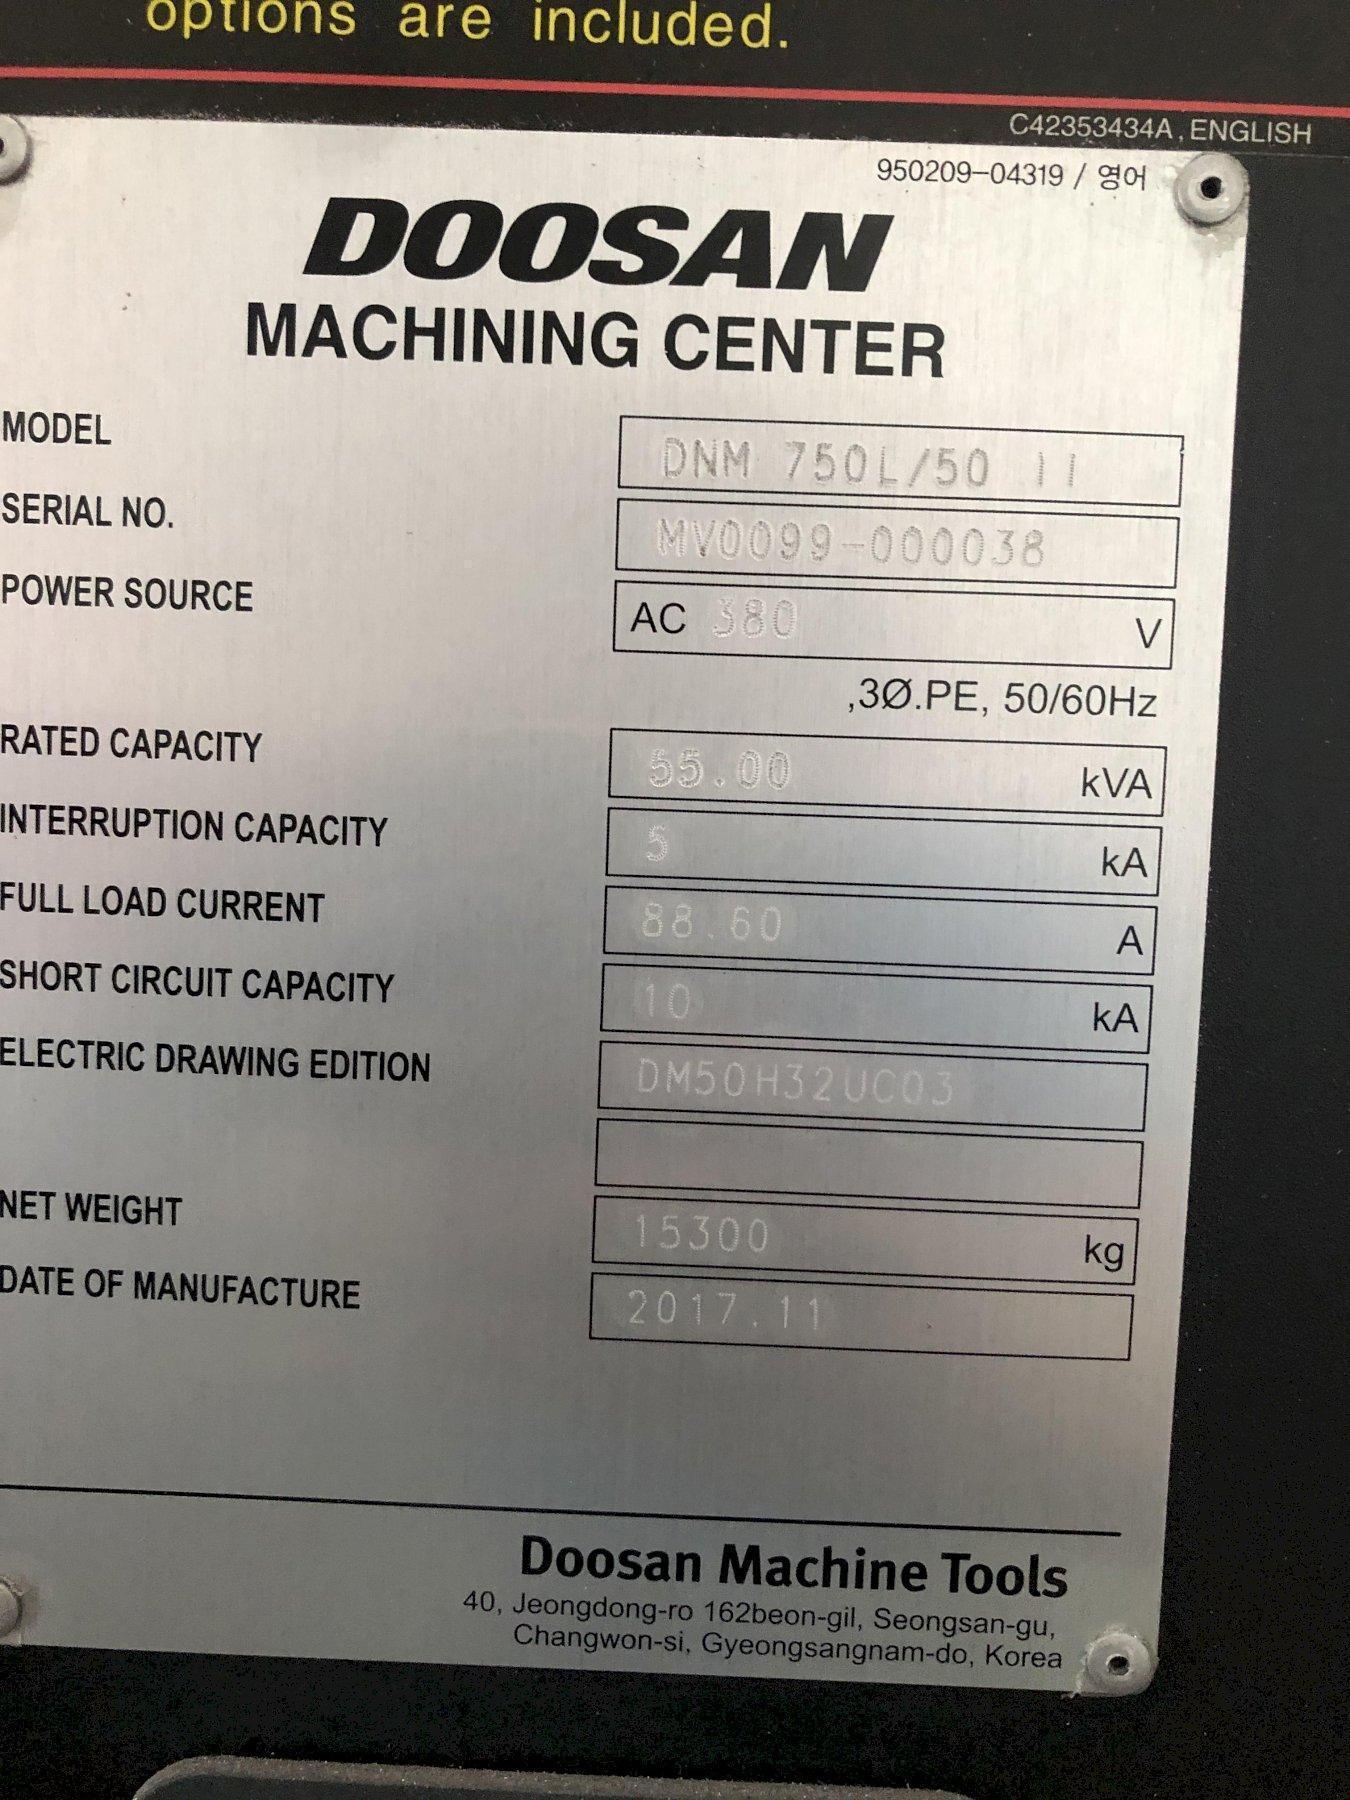 options are included.
C42353434A, ENGLISH
950209-04319 / 영어
DOOSAN
MACHINING CENTER
MODEL DNM 750L/50 II
SERIAL NO. MV0099-000038
POWER SOURCE AC 380 V
,3Ø.PE, 50/60Hz
RATED CAPACITY 55.00 kVA
INTERRUPTION CAPACITY 5 kA
FULL LOAD CURRENT 88.60 A
SHORT CIRCUIT CAPACITY 10 kA
ELECTRIC DRAWING EDITION DM50H32UC03
NET WEIGHT 15300 kg
DATE OF MANUFACTURE 2017.11
Doosan Machine Tools
40, Jeongdong-ro 162beon-gil, Seongsan-gu,
Changwon-si, Gyeongsangnam-do, Korea